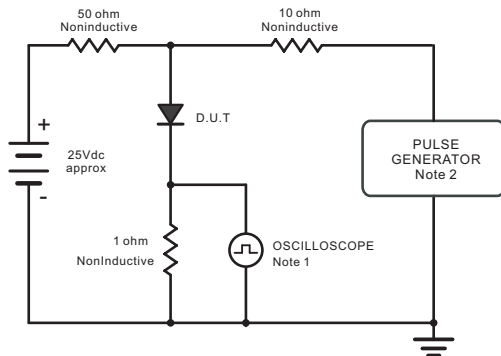 50 ohm
Noninductive
10 ohm
Noninductive
+
25Vdc
approx
-
D.U.T
PULSE
GENERATOR
Note 2
1 ohm
NonInductive
OSCILLOSCOPE
Note 1